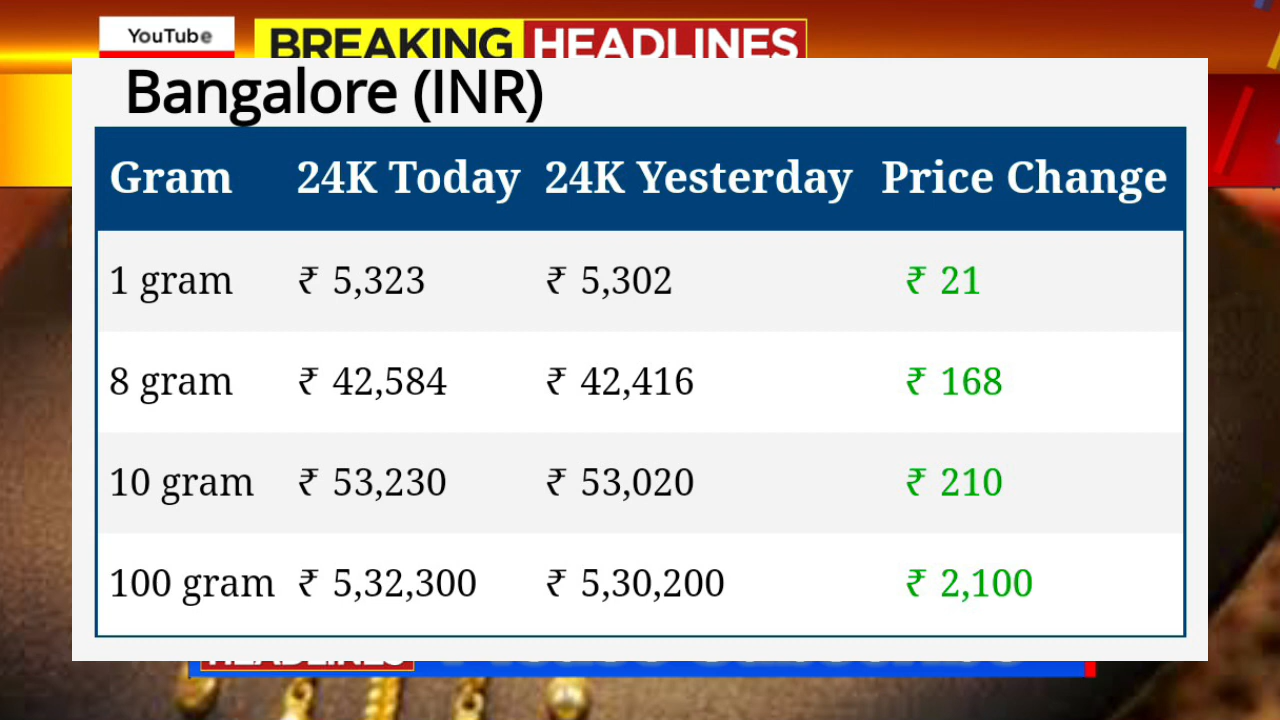 YouTube
BREAKING HEADLINES
Bangalore (INR)
Gram 24K Today 24K Yesterday Price Change
1 gram ₹ 5,323 ₹ 5,302 ₹ 21
8 gram ₹ 42,584 ₹ 42,416 ₹ 168
10 gram ₹ 53,230 ₹ 53,020 ₹ 210
100 gram ₹ 5,32,300 ₹ 5,30,200 ₹ 2,100
HEADLINES